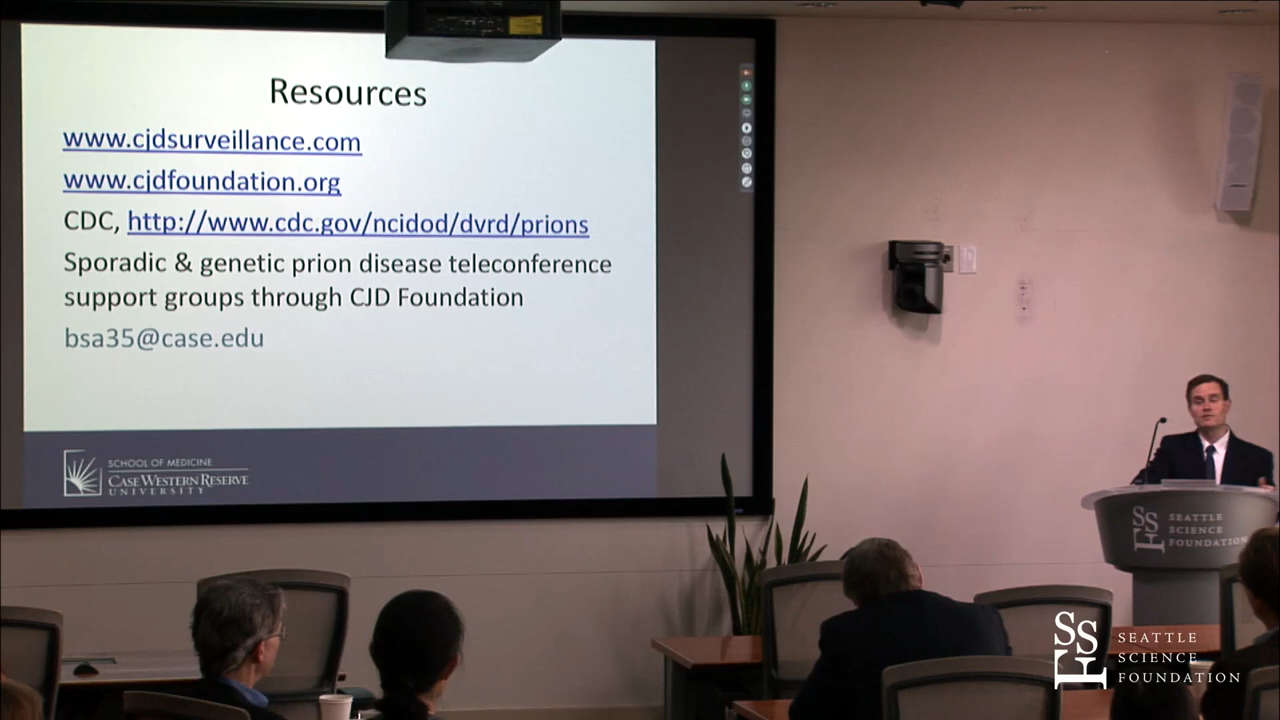 Resources
www.cjdsurveillance.com
www.cjdfoundation.org
CDC, http://www.cdc.gov/ncidod/dvrd/prions
Sporadic & genetic prion disease teleconference
support groups through CJD Foundation
bsa35@case.edu
SCHOOL OF MEDICINE
CASE WESTERN RESERVE
UNIVERSITY
SSF
SEATTLE
SCIENCE
FOUNDATION
SSF
SEATTLE
SCIENCE
FOUNDATION